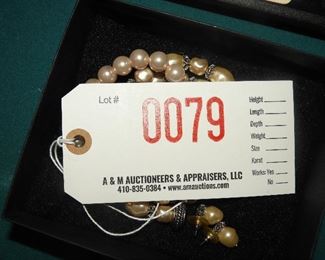 Lot #
0079
A & M AUCTIONEERS & APPRAISERS, LLC
410-835-0384 • www.amauctions.com
Height
Length
Depth
Weight
Size
Karat
Works: Yes
No